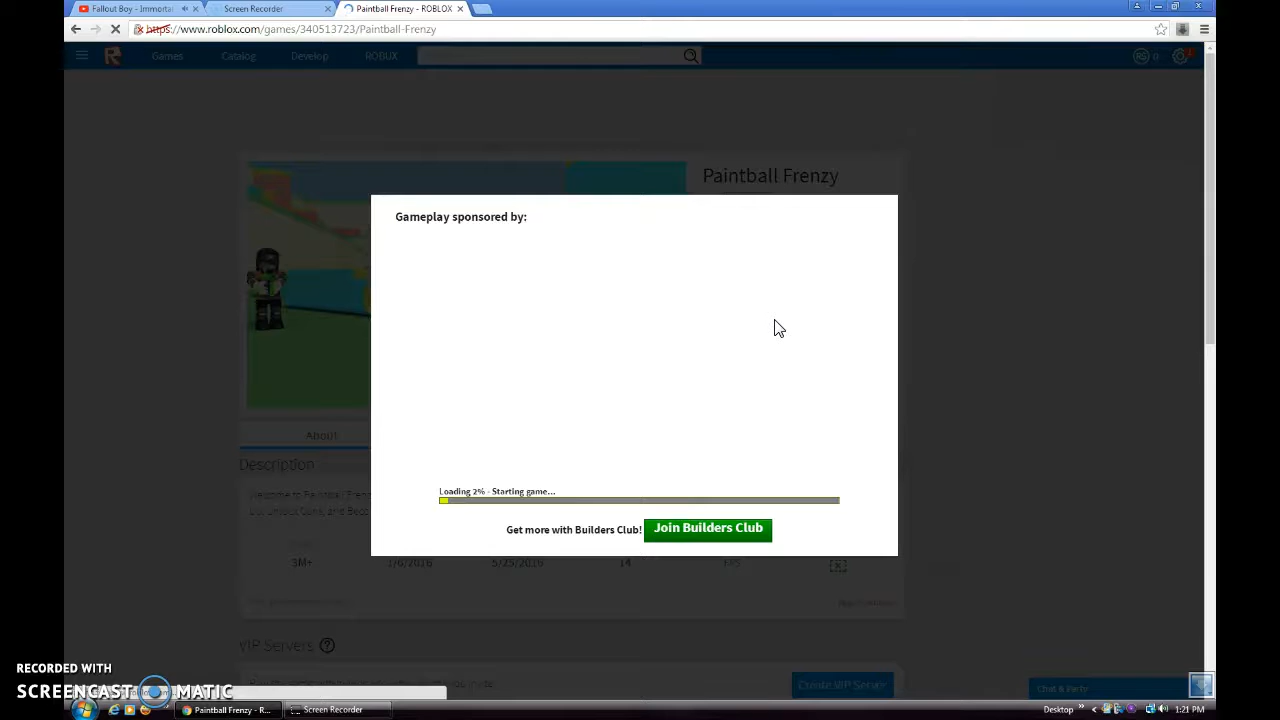 Fallout Boy - Immortal
Screen Recorder
Paintball Frenzy - ROBLOX
https://www.roblox.com/games/340513723/Paintball-Frenzy
Games
Catalog
Develop
ROBUX
R$ 0
Paintball Frenzy
Gameplay sponsored by:
About
Description
Loading 2% - Starting game...
Get more with Builders Club!
Join Builders Club
3M+
1/6/2016
5/25/2016
14
VIP Servers
Create VIP Server
Chat & Party
RECORDED WITH
SCREENCAST MATIC
Paintball Frenzy - R...
Screen Recorder
Desktop
1:21 PM